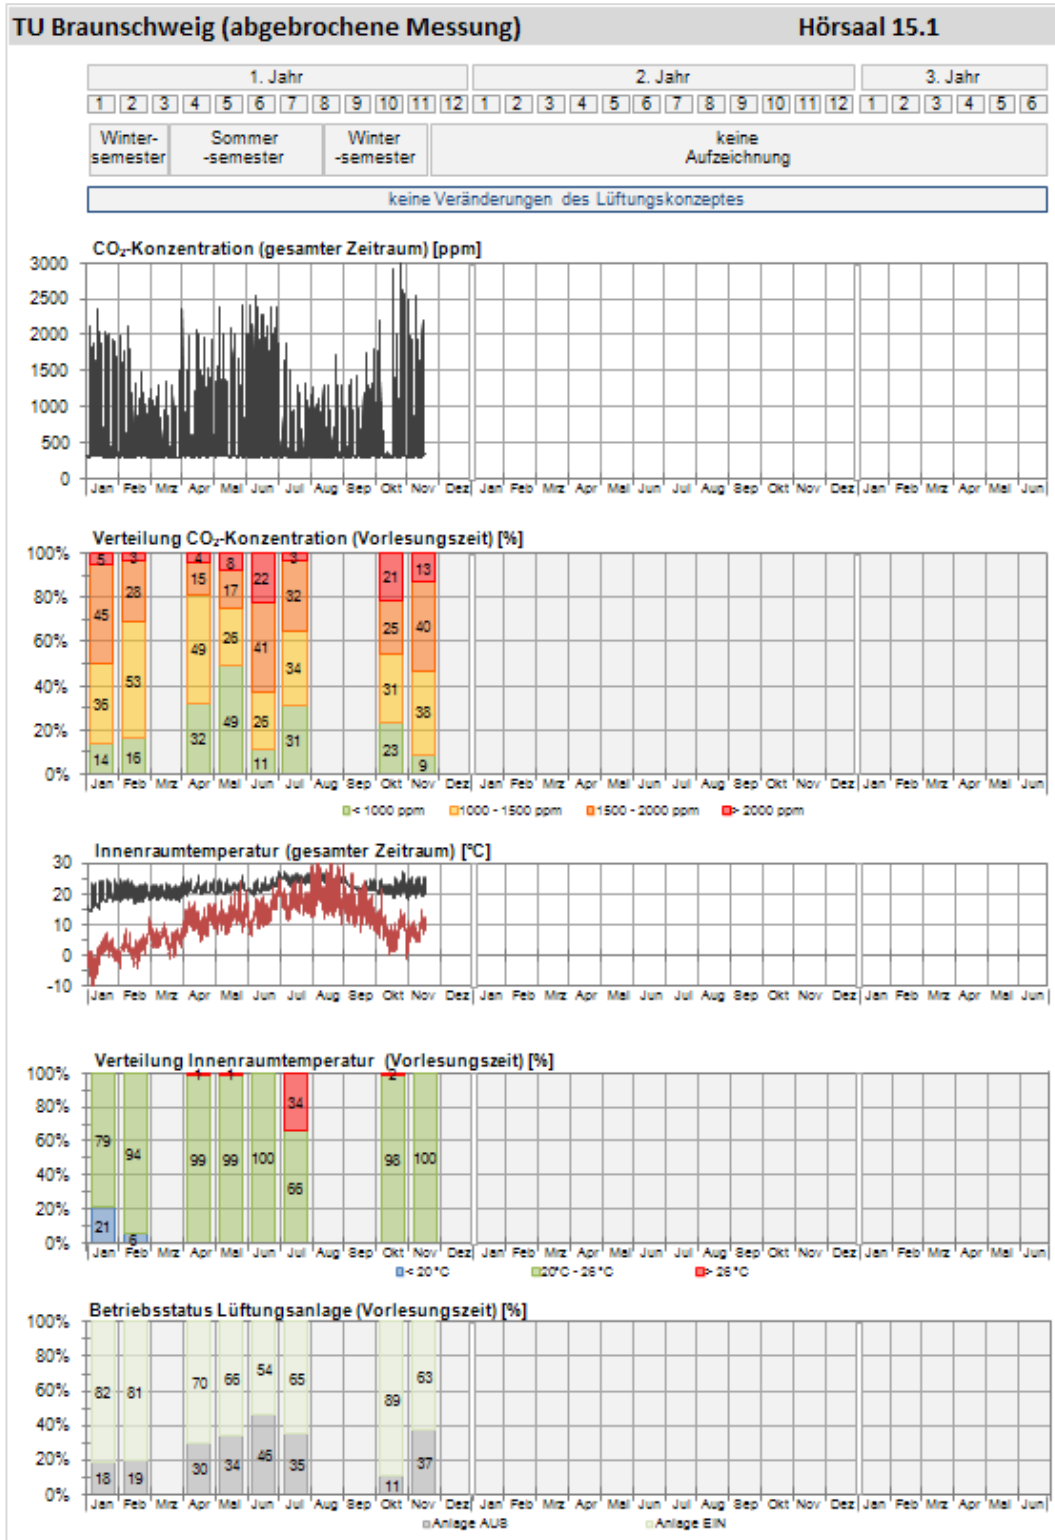 TU Braunschweig (abgebrochene Messung) Hörsaal 15.1
1. Jahr 2. Jahr 3. Jahr
1 2 3 4 5 6 7 8 9 10 11 12 1 2 3 4 5 6 7 8 9 10 11 12 1 2 3 4 5 6
Winter- Sommer Winter keine
semester -semester -semester Aufzeichnung
keine Veränderungen des Lüftungskonzeptes
CO₂-Konzentration (gesamter Zeitraum) [ppm]
3000
2500
2000
1500
1000
500
0
Jan Feb Mrz Apr Mai Jun Jul Aug Sep Okt Nov Dez Jan Feb Mrz Apr Mai Jun Jul Aug Sep Okt Nov Dez Jan Feb Mrz Apr Mai Jun
Verteilung CO₂-Konzentration (Vorlesungszeit) [%]
100%
5 3 4 8 22 3 21 13
80%
45 28 15 17 41 32 25 40
60%
36 53 49 26 26 34 31 38
40%
14 16 32 49 11 31 23 9
20%
0%
Jan Feb Mrz Apr Mai Jun Jul Aug Sep Okt Nov Dez Jan Feb Mrz Apr Mai Jun Jul Aug Sep Okt Nov Dez Jan Feb Mrz Apr Mai Jun
< 1000 ppm 1000 - 1500 ppm 1500 - 2000 ppm > 2000 ppm
Innenraumtemperatur (gesamter Zeitraum) [°C]
30
20
10
0
-10
Jan Feb Mrz Apr Mai Jun Jul Aug Sep Okt Nov Dez Jan Feb Mrz Apr Mai Jun Jul Aug Sep Okt Nov Dez Jan Feb Mrz Apr Mai Jun
Verteilung Innenraumtemperatur (Vorlesungszeit) [%]
100%
1 1 34 2
80%
79 94 99 99 100 66 98 100
60%
40%
20%
21 6
0%
Jan Feb Mrz Apr Mai Jun Jul Aug Sep Okt Nov Dez Jan Feb Mrz Apr Mai Jun Jul Aug Sep Okt Nov Dez Jan Feb Mrz Apr Mai Jun
< 20°C 20°C - 26°C > 26°C
Betriebsstatus Lüftungsanlage (Vorlesungszeit) [%]
100%
80%
82 81 70 66 54 65 89 63
60%
40%
20%
18 19 30 34 46 35 11 37
0%
Jan Feb Mrz Apr Mai Jun Jul Aug Sep Okt Nov Dez Jan Feb Mrz Apr Mai Jun Jul Aug Sep Okt Nov Dez Jan Feb Mrz Apr Mai Jun
Anlage AUS Anlage EIN